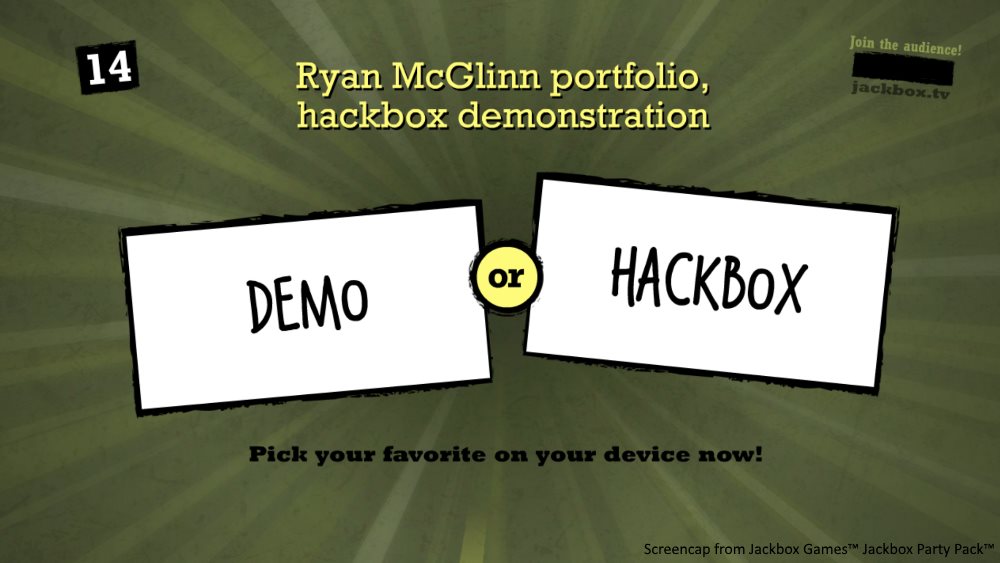 14
Join the audience!
jackbox.tv
Ryan McGlinn portfolio,
hackbox demonstration
DEMO
or
HACKBOX
Pick your favorite on your device now!
Screencap from Jackbox Games™ Jackbox Party Pack™